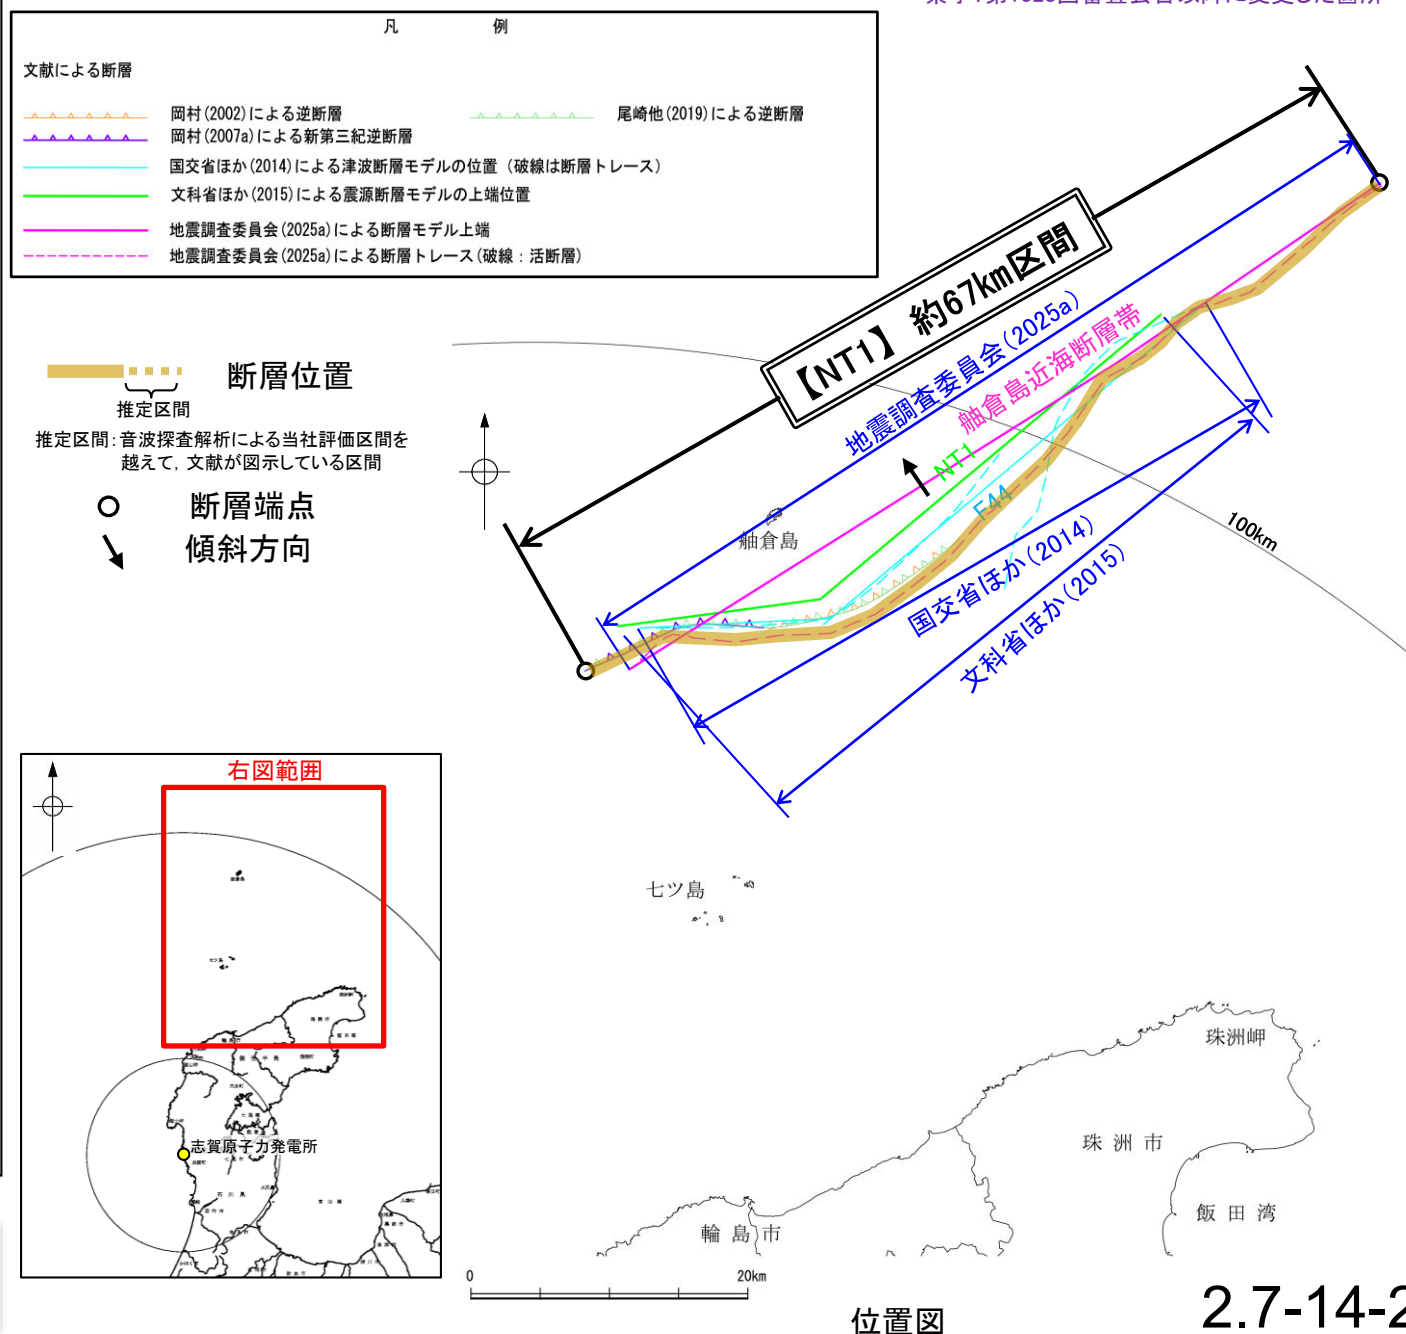 凡 例
文献による断層
岡村(2002)による逆断層
尾崎他(2019)による逆断層
岡村(2007a)による新第三紀逆断層
国交省ほか(2014)による津波断層モデルの位置（破線は断層トレース）
文科省ほか(2015)による震源断層モデルの上端位置
地震調査委員会(2025a)による断層モデル上端
地震調査委員会(2025a)による断層トレース(破線：活断層)
断層位置
推定区間
推定区間：音波探査解析による当社評価区間を
越えて，文献が図示している区間
断層端点
傾斜方向
【NT1】 約67km区間
地震調査委員会(2025a)
舳倉島近海断層帯
NT1
F44
舳倉島
国交省ほか(2014)
文科省ほか(2015)
100km
右図範囲
志賀原子力発電所
七ツ島
珠洲岬
珠洲市
飯田湾
輪島市
0
20km
位置図
2.7-14-2